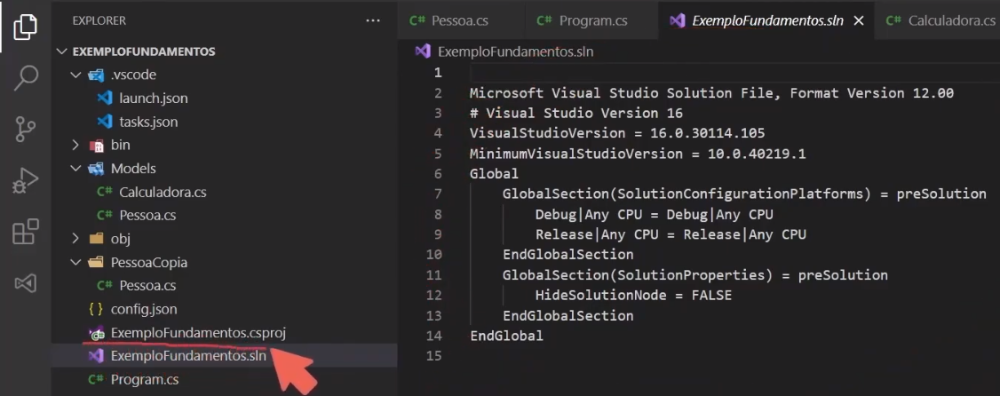 EXPLORER
EXEMPLOFUNDAMENTOS
.vscode
launch.json
tasks.json
bin
Models
C# Calculadora.cs
C# Pessoa.cs
obj
PessoaCopia
C# Pessoa.cs
{} config.json
ExemploFundamentos.csproj
ExemploFundamentos.sln
C# Program.cs
C# Pessoa.cs
C# Program.cs
ExemploFundamentos.sln
C# Calculadora.cs
ExemploFundamentos.sln
1
2 Microsoft Visual Studio Solution File, Format Version 12.00
3 # Visual Studio Version 16
4 VisualStudioVersion = 16.0.30114.105
5 MinimumVisualStudioVersion = 10.0.40219.1
6 Global
7 GlobalSection(SolutionConfigurationPlatforms) = preSolution
8 Debug|Any CPU = Debug|Any CPU
9 Release|Any CPU = Release|Any CPU
10 EndGlobalSection
11 GlobalSection(SolutionProperties) = preSolution
12 HideSolutionNode = FALSE
13 EndGlobalSection
14 EndGlobal
15